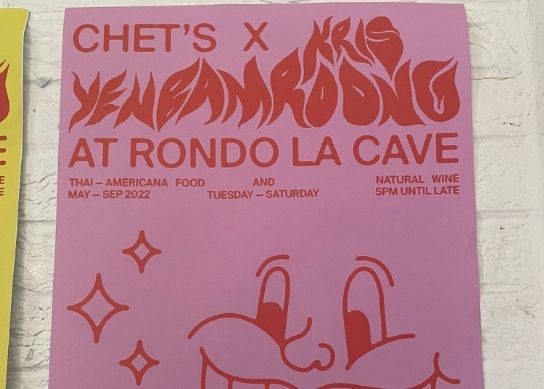 CHET'S X KRIS
YENBAMROONG
AT RONDO LA CAVE
THAI – AMERICANA FOOD AND NATURAL WINE
MAY – SEP 2022 TUESDAY – SATURDAY 5PM UNTIL LATE
E
E
E